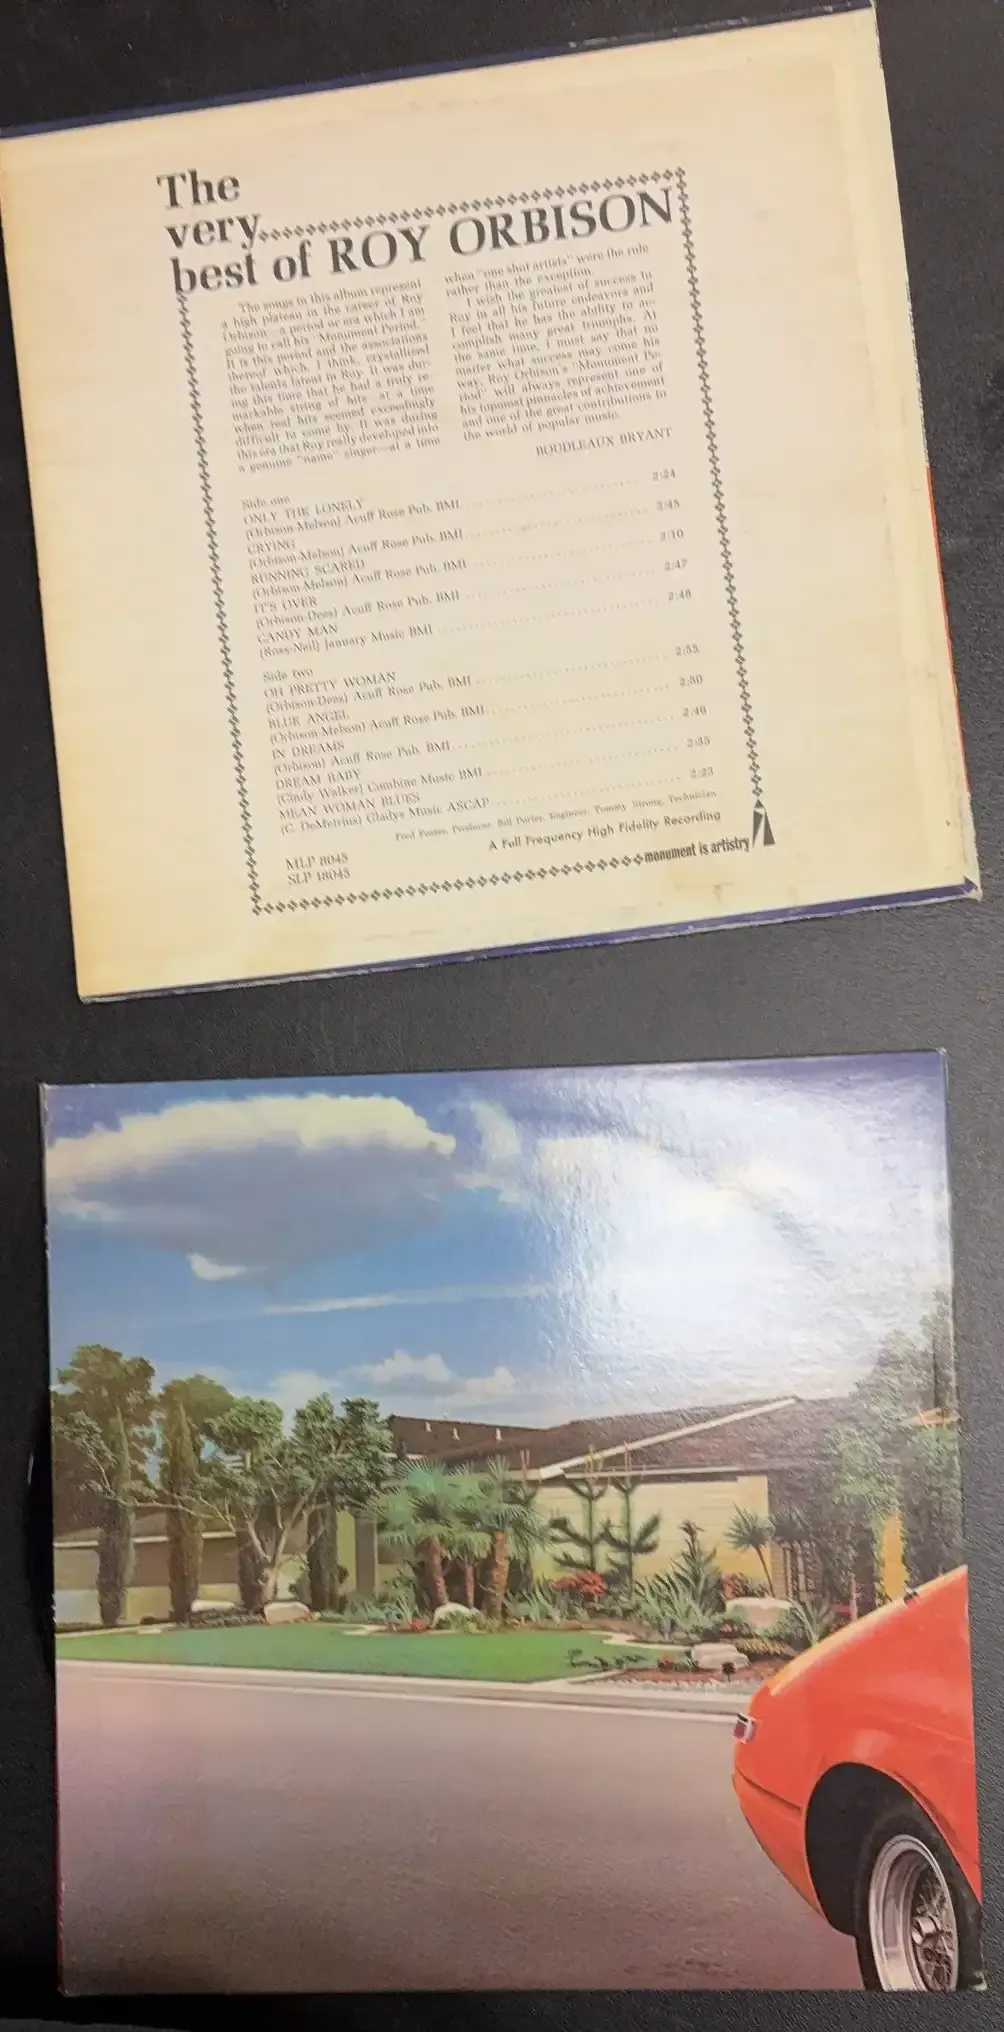 The
very
best of ROY ORBISON
The songs in this album represent
a high plateau in the career of Roy
Orbison—a period or era which I am
going to call his "Monument Period."
It is this period and the associations
thereof which, I think, crystallized
the talents latent in Roy. It was dur-
ing this time that he had a truly re-
markable string of hits—at a time
when real hits seemed exceedingly
difficult to come by. It was during
this era that Roy really developed into
a genuine "name" singer—at a time
when "one shot artists" were the rule
rather than the exception.
I wish the greatest of success to
Roy in all his future endeavors and
I feel that he has the ability to ac-
complish many great triumphs. At
the same time, I must say that no
matter what success may come his
way, Roy Orbison's "Monument Pe-
riod" will always represent one of
his topmost pinnacles of achievement
and one of the great contributions to
the world of popular music.
BOUDLEAUX BRYANT
Side one
ONLY THE LONELY
(Orbison-Melson) Acuff Rose Pub. BMI 2:24
CRYING
(Orbison-Melson) Acuff Rose Pub. BMI 2:45
RUNNING SCARED
(Orbison-Melson) Acuff Rose Pub. BMI 2:10
IT'S OVER
(Orbison-Dees) Acuff Rose Pub. BMI 2:47
CANDY MAN
(Ross-Neil) January Music BMI 2:48
Side two
OH PRETTY WOMAN
(Orbison-Dees) Acuff Rose Pub. BMI 2:55
BLUE ANGEL
(Orbison-Melson) Acuff Rose Pub. BMI 2:50
IN DREAMS
(Orbison) Acuff Rose Pub. BMI 2:46
DREAM BABY
(Cindy Walker) Combine Music BMI 2:35
MEAN WOMAN BLUES
(C. DeMetrius) Gladys Music ASCAP 2:23
Fred Foster, Producer, Bill Porter, Engineer, Tommy Strong, Technician
A Full Frequency High Fidelity Recording
MLP 8045
SLP 18045
monument is artistry